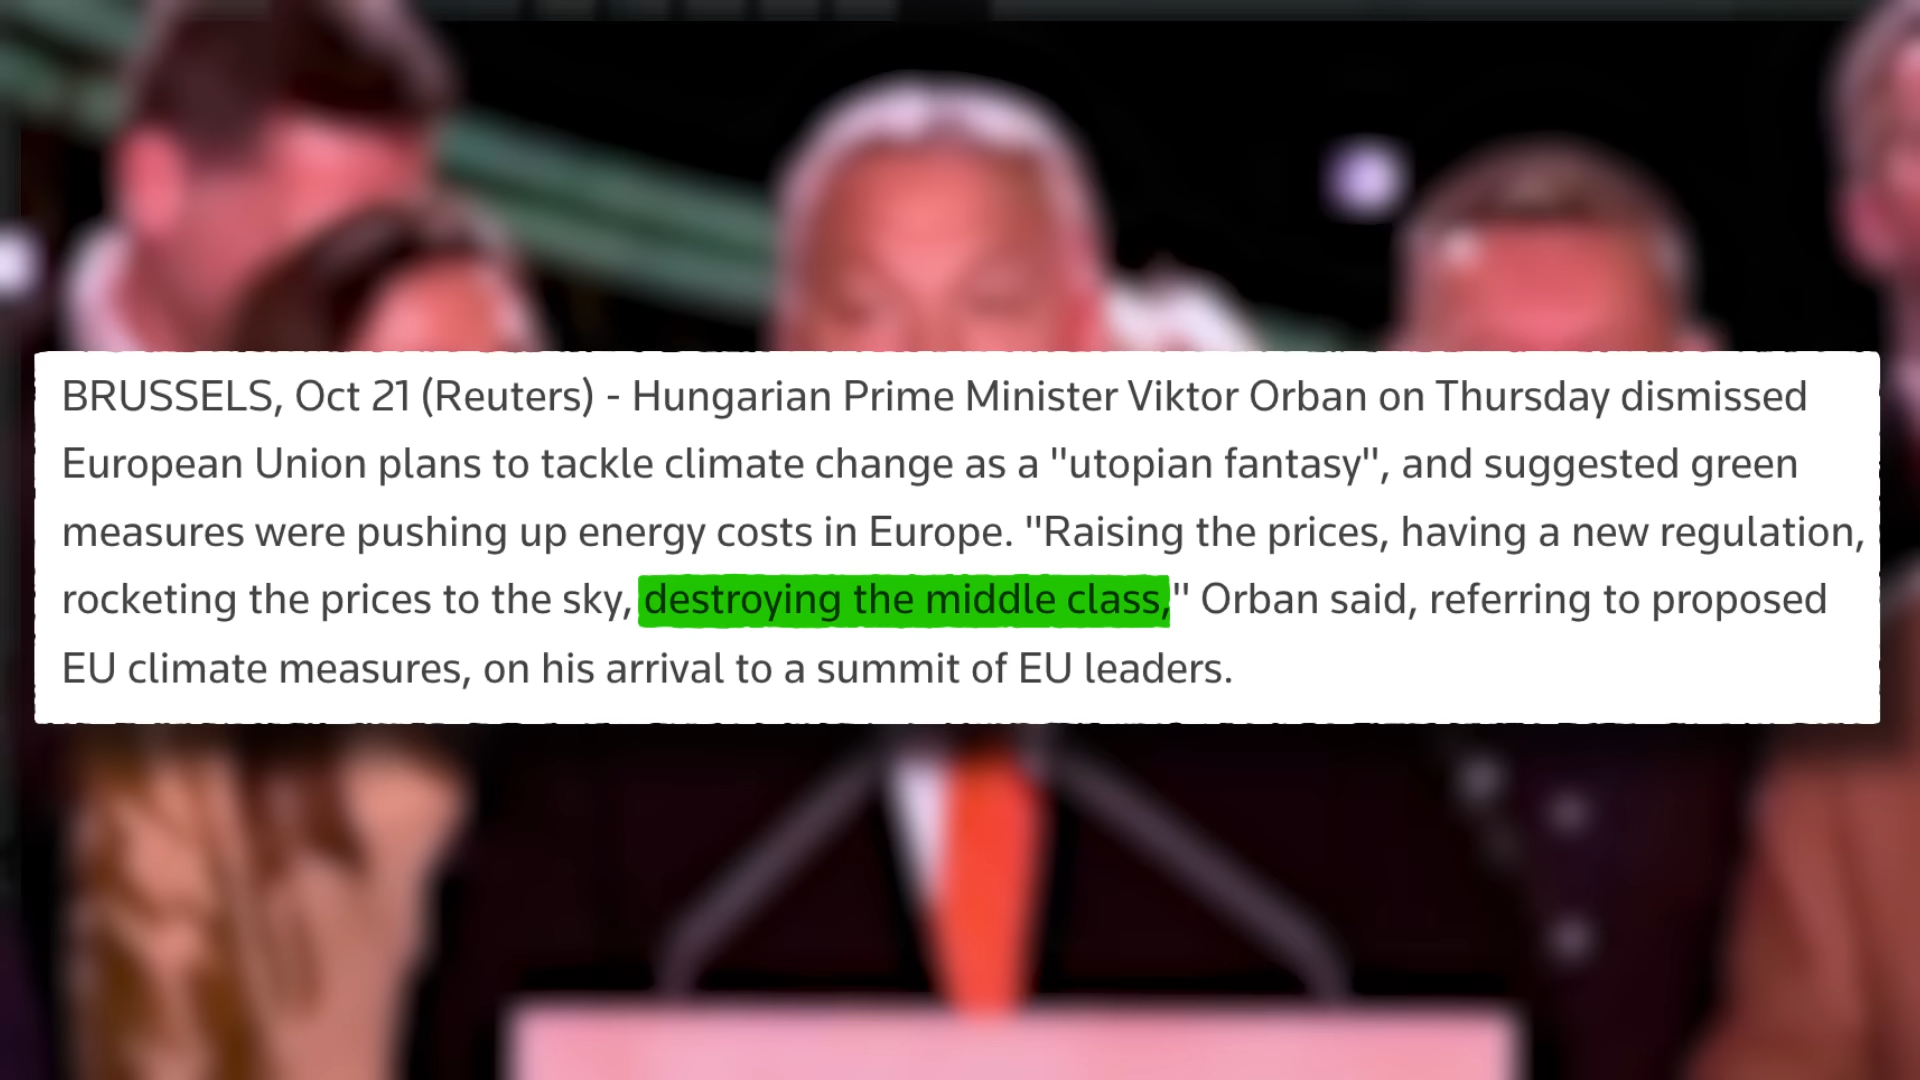 BRUSSELS, Oct 21 (Reuters) - Hungarian Prime Minister Viktor Orban on Thursday dismissed
European Union plans to tackle climate change as a "utopian fantasy", and suggested green
measures were pushing up energy costs in Europe. "Raising the prices, having a new regulation,
rocketing the prices to the sky, destroying the middle class," Orban said, referring to proposed
EU climate measures, on his arrival to a summit of EU leaders.